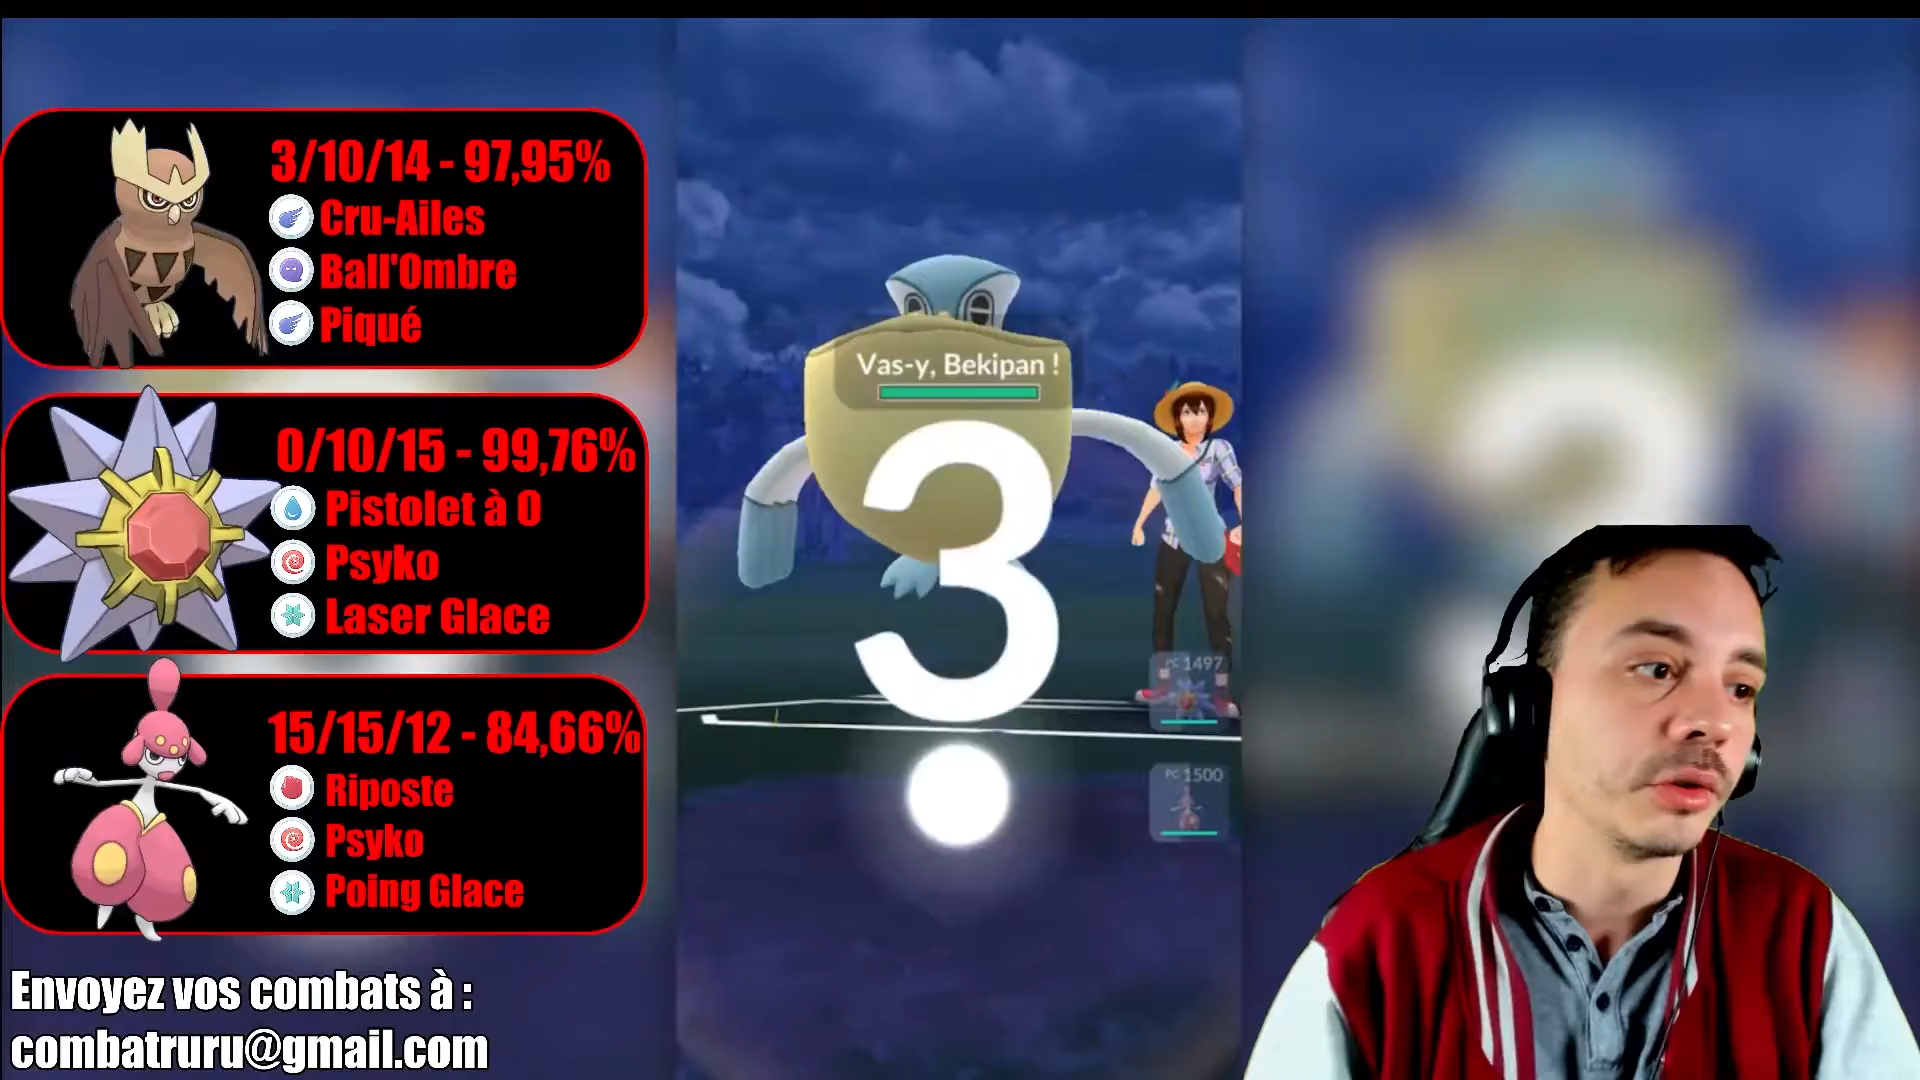 3/10/14 - 97,95%
Cru-Ailes
Ball'Ombre
Piqué
0/10/15 - 99,76%
Pistolet à O
Psyko
Laser Glace
15/15/12 - 84,66%
Riposte
Psyko
Poing Glace
Envoyez vos combats à :
combatruru@gmail.com
Vas-y, Bekipan !
3
PC 1497
PC 1500